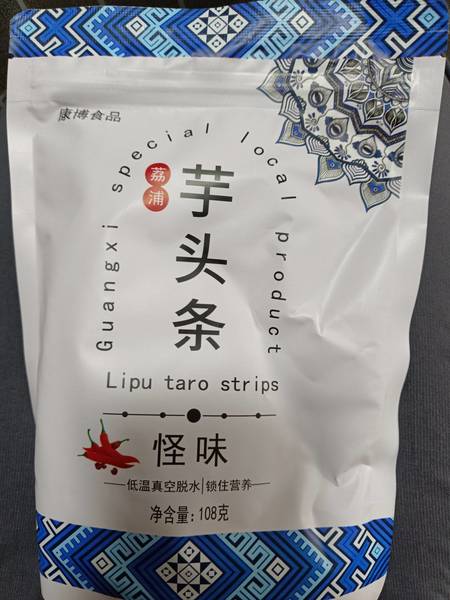 康博食品
Guangxi special local product
荔浦
芋头条
Lipu taro strips
怪味
低温真空脱水|锁住营养
净含量:108克